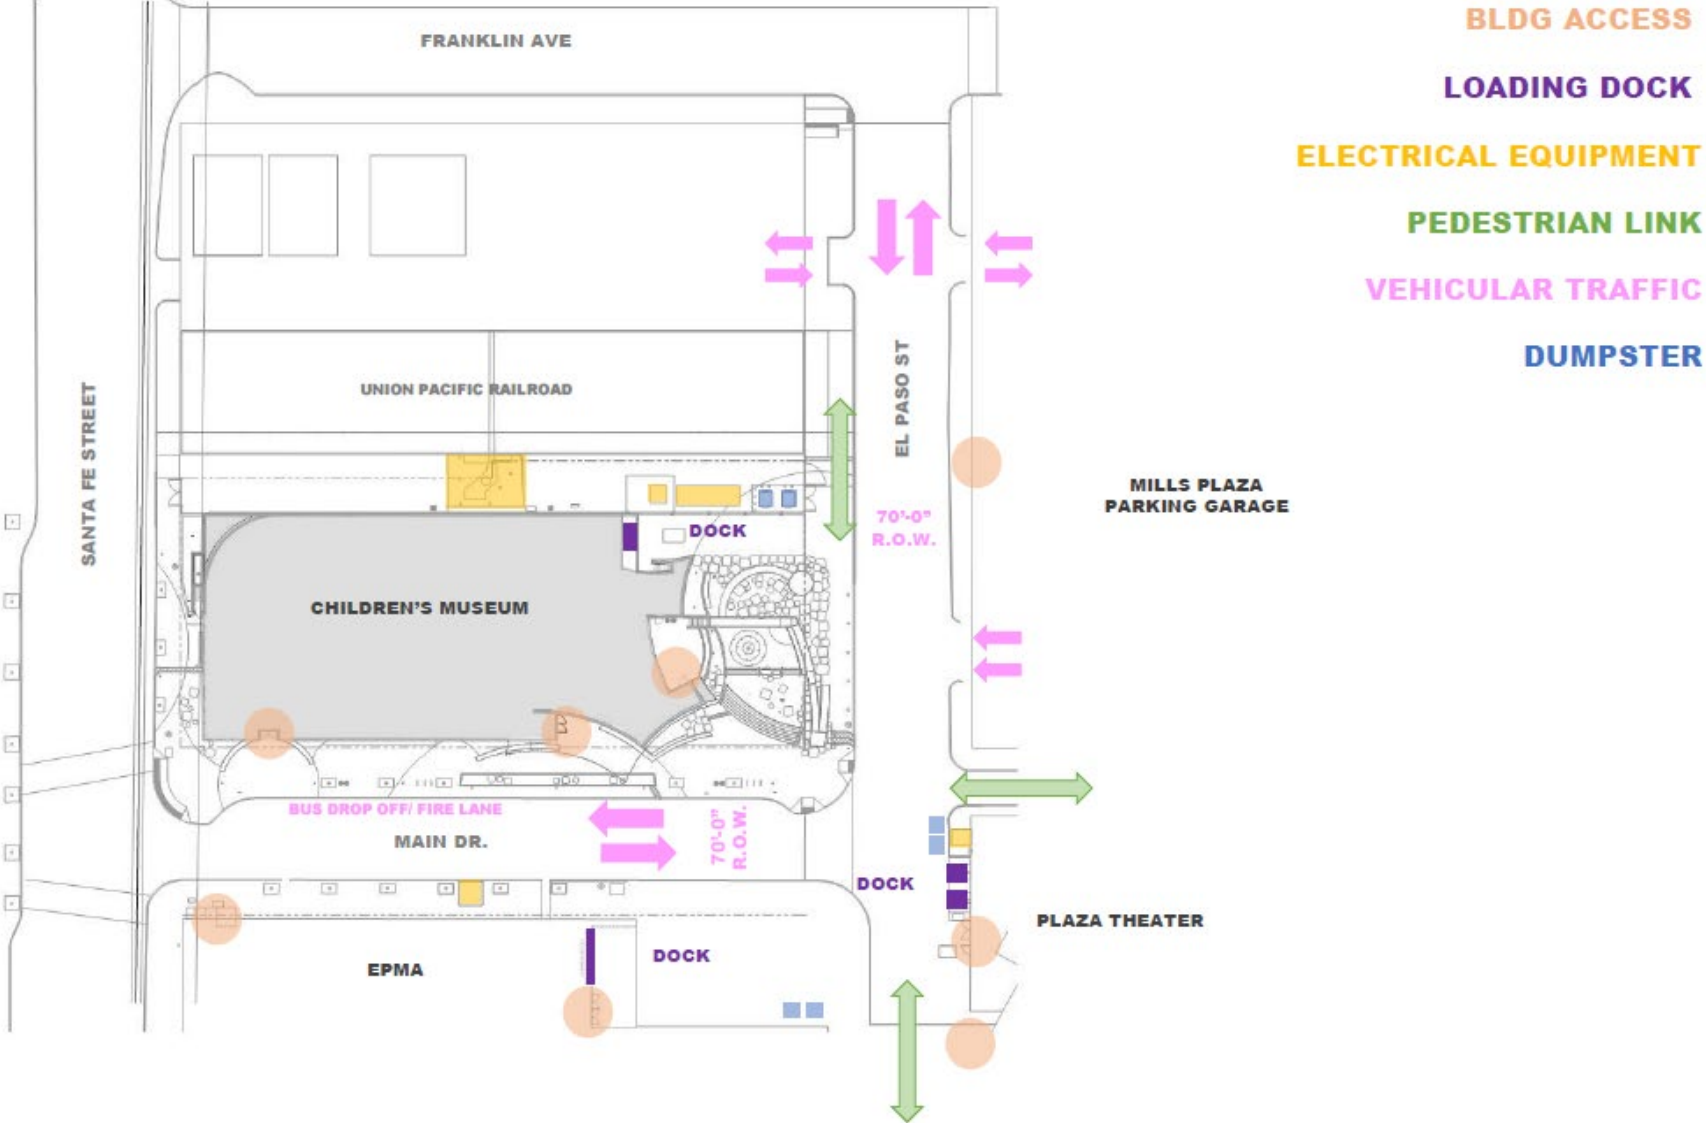 FRANKLIN AVE
BLDG ACCESS
LOADING DOCK
ELECTRICAL EQUIPMENT
PEDESTRIAN LINK
VEHICULAR TRAFFIC
DUMPSTER
SANTA FE STREET
UNION PACIFIC RAILROAD
EL PASO ST
MILLS PLAZA
PARKING GARAGE
70'-0"
R.O.W.
DOCK
CHILDREN'S MUSEUM
BUS DROP OFF/ FIRE LANE
MAIN DR.
70'-0"
R.O.W.
DOCK
PLAZA THEATER
EPMA
DOCK